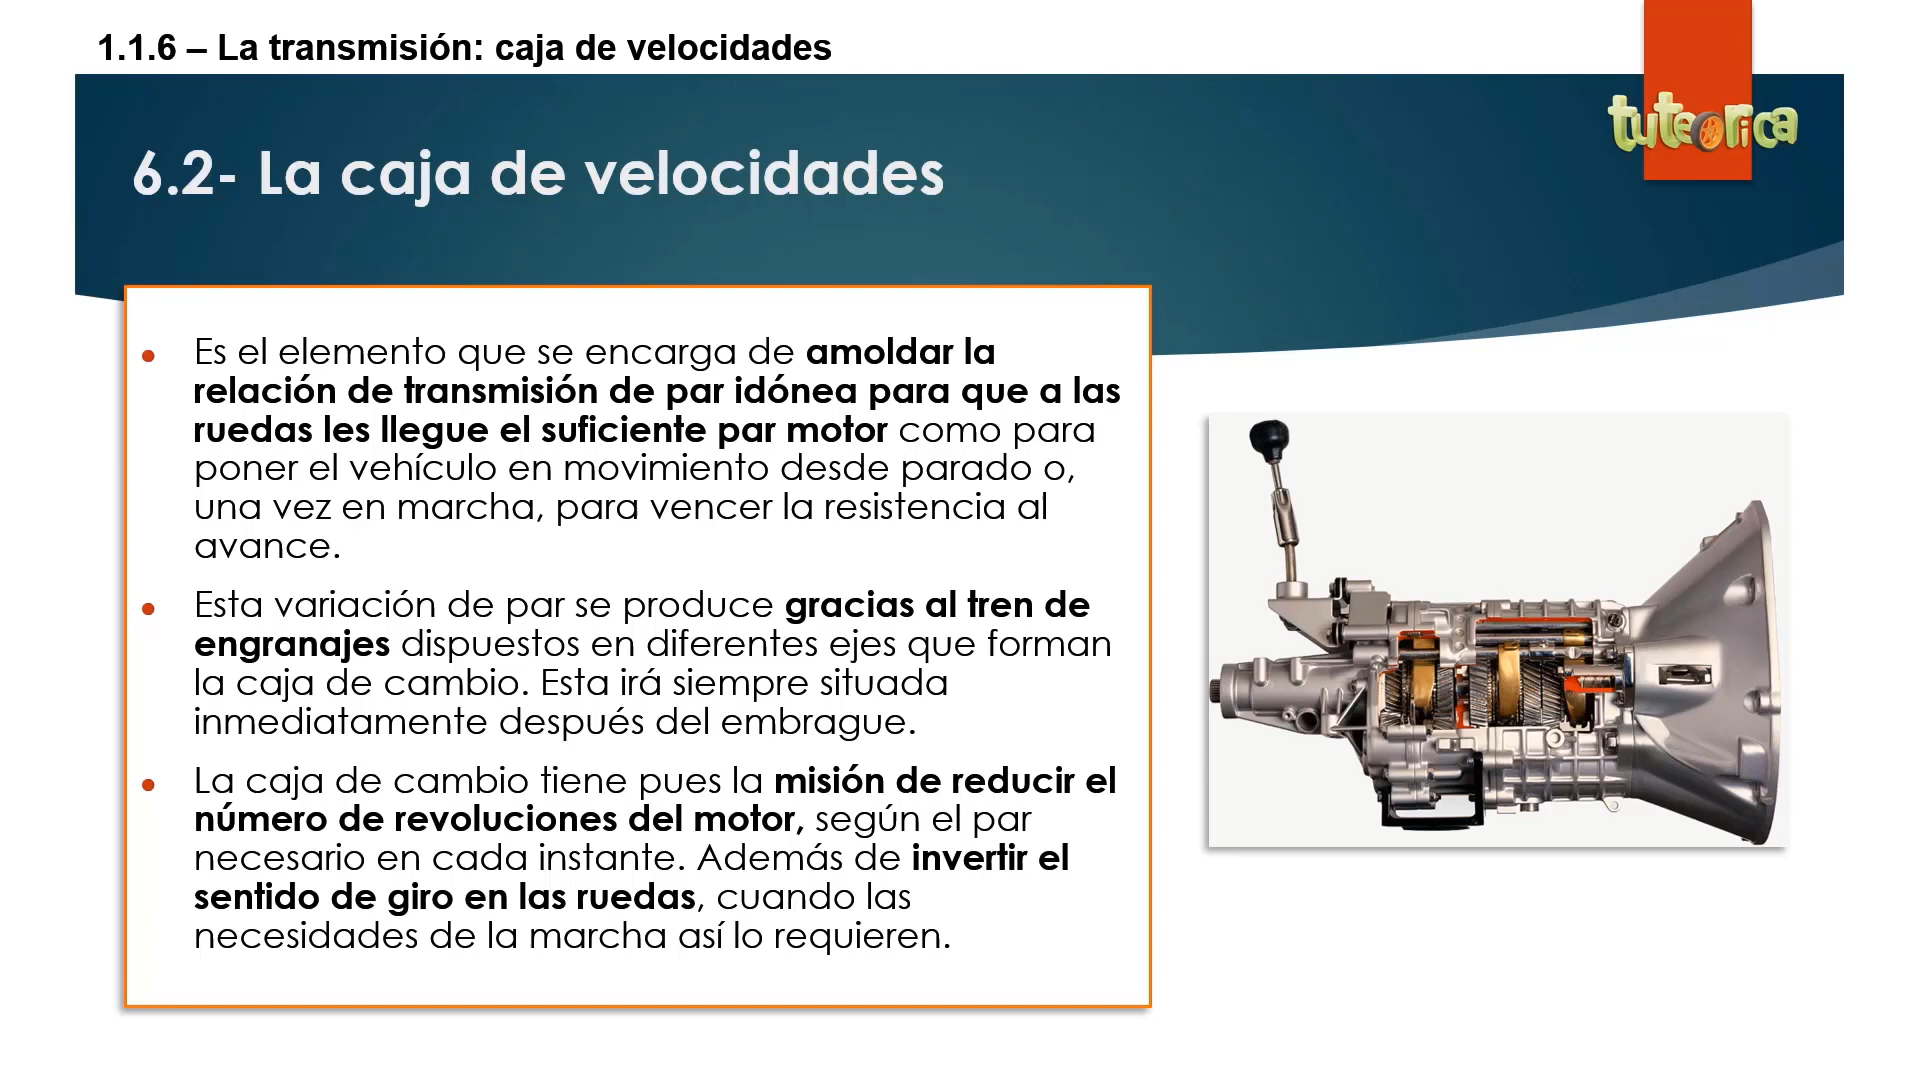 1.1.6 – La transmisión: caja de velocidades
tuteorica
6.2- La caja de velocidades
Es el elemento que se encarga de amoldar la
relación de transmisión de par idónea para que a las
ruedas les llegue el suficiente par motor como para
poner el vehículo en movimiento desde parado o,
una vez en marcha, para vencer la resistencia al
avance.
Esta variación de par se produce gracias al tren de
engranajes dispuestos en diferentes ejes que forman
la caja de cambio. Esta irá siempre situada
inmediatamente después del embrague.
La caja de cambio tiene pues la misión de reducir el
número de revoluciones del motor, según el par
necesario en cada instante. Además de invertir el
sentido de giro en las ruedas, cuando las
necesidades de la marcha así lo requieren.